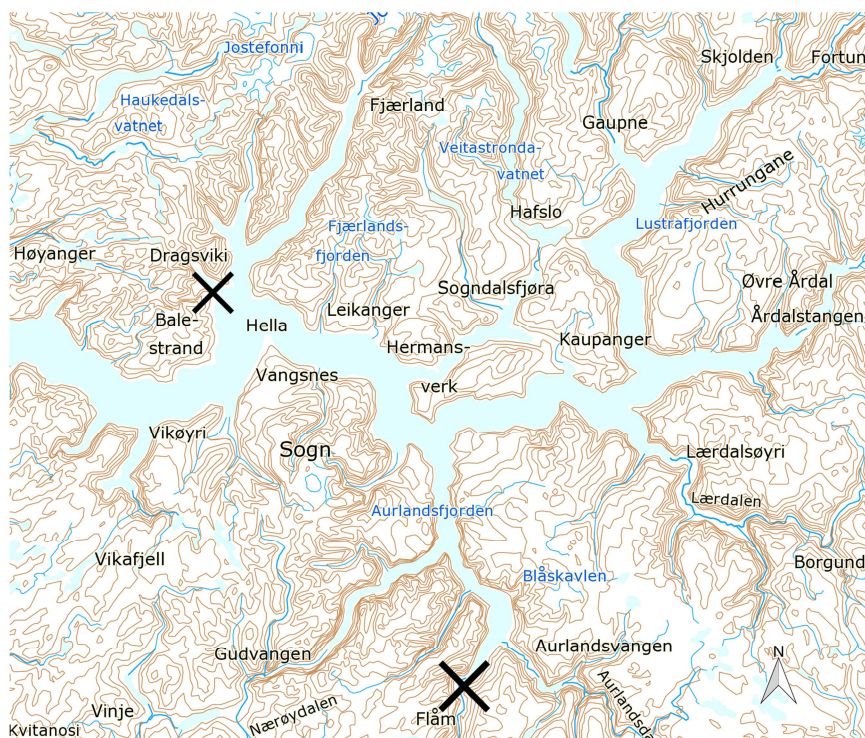 Jostefonni
Skjolden
Fortun
Haukedals-
vatnet
Fjærland
Gaupne
Veitastronda-
vatnet
Hurrungane
Hafslo
Lustrafjorden
Fjærlands-
fjorden
Høyanger
Dragsviki
Øvre Årdal
Sogndalsfjøra
Årdalstangen
Leikanger
Bale-
strand
Hella
Hermans-
verk
Kaupanger
Vangsnes
Vikøyri
Sogn
Lærdalsøyri
Lærdalen
Aurlandsfjorden
Vikafjell
Borgund
Blåskavlen
Gudvangen
Aurlandsvangen
N
Vinje
Nærøydalen
Flåm
Aurlandsda
Kvitanosi